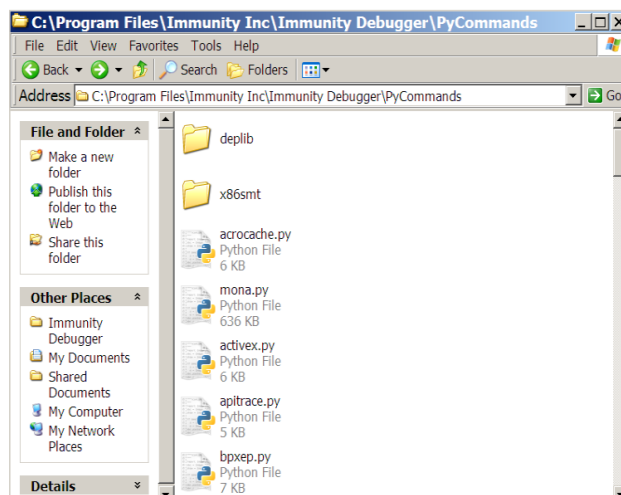 C:\Program Files\Immunity Inc\Immunity Debugger\PyCommands
File Edit View Favorites Tools Help
Back Search Folders
Address C:\Program Files\Immunity Inc\Immunity Debugger\PyCommands Go
File and Folder
Make a new
folder
Publish this
folder to the
Web
Share this
folder
Other Places
Immunity
Debugger
My Documents
Shared
Documents
My Computer
My Network
Places
Details
deplib
x86smt
acrocache.py
Python File
6 KB
mona.py
Python File
636 KB
activex.py
Python File
6 KB
apitrace.py
Python File
5 KB
bpxep.py
Python File
7 KB